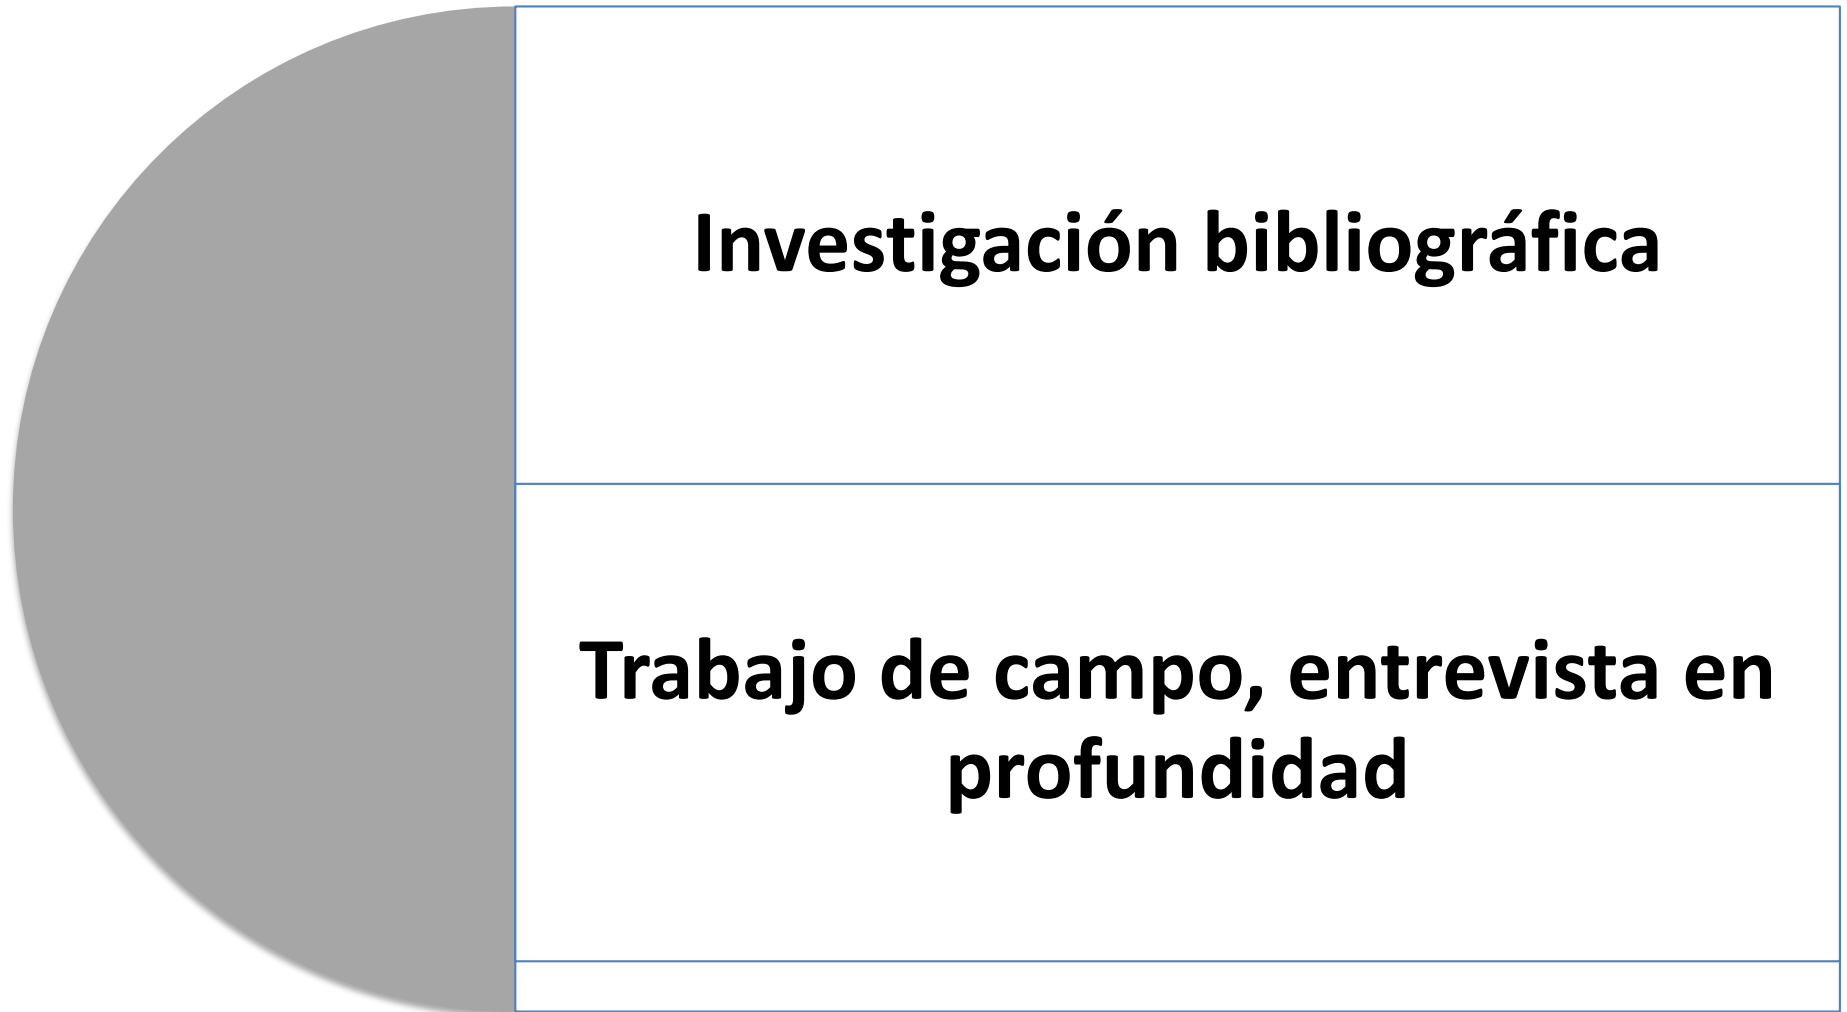 Investigación bibliográfica
Trabajo de campo, entrevista en
profundidad